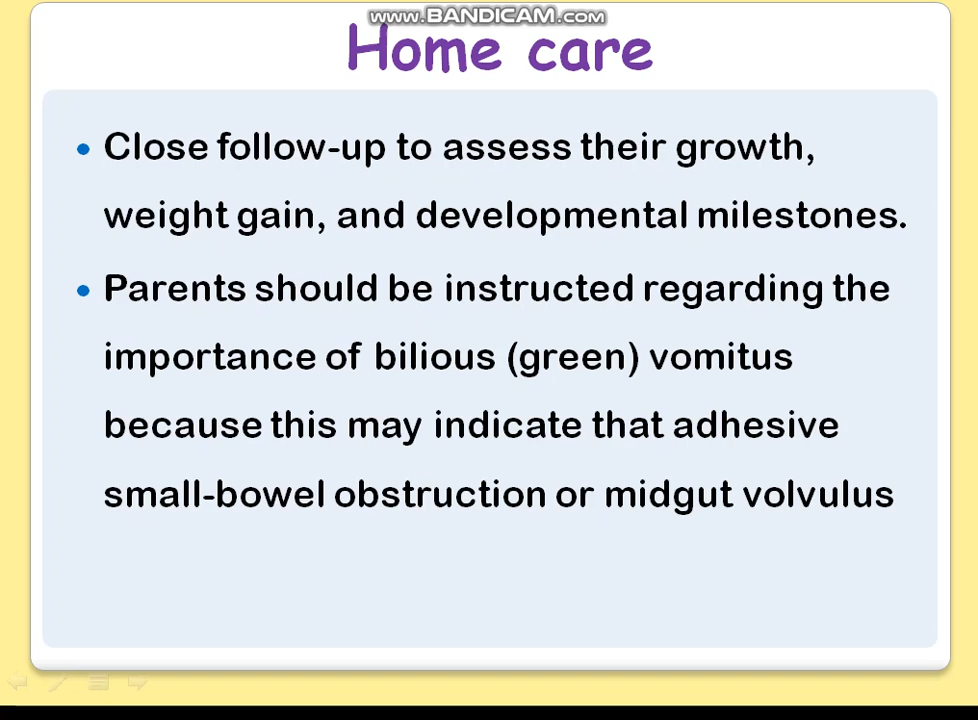 www.BANDICAM.com
Home care
• Close follow-up to assess their growth,
weight gain, and developmental milestones.
• Parents should be instructed regarding the
importance of bilious (green) vomitus
because this may indicate that adhesive
small-bowel obstruction or midgut volvulus